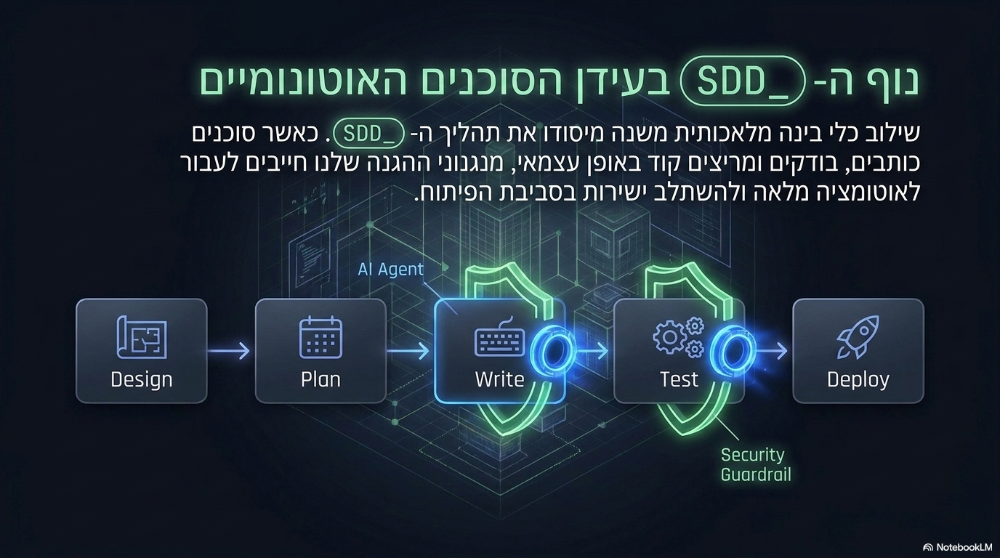 נוף ה- SDD_ בעידן הסוכנים האוטונומיים
שילוב כלי בינה מלאכותית משנה מיסודו את תהליך ה- SDD_. כאשר סוכנים
כותבים, בודקים ומריצים קוד באופן עצמאי, מנגנוני ההגנה שלנו חייבים לעבור
לאוטומציה מלאה ולהשתלב ישירות בסביבת הפיתוח.
AI Agent
Design
Plan
Write
Test
Deploy
Security
Guardrail
NotebookLM